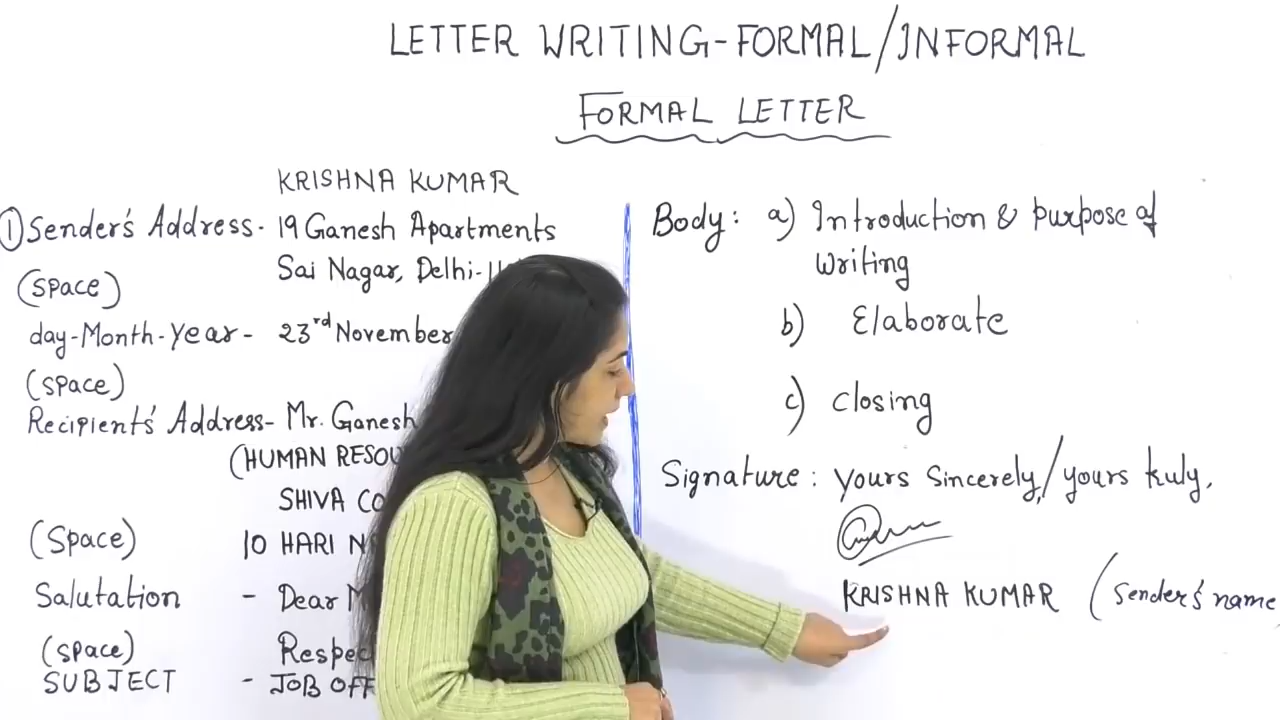 LETTER WRITING-FORMAL/INFORMAL
FORMAL LETTER
KRISHNA KUMAR
① Sender's Address - 19 Ganesh Apartments
Sai Nagar, Delhi-
(space)
day-Month-Year - 23rd November
(space)
Recipient's Address - Mr. Ganesh
(HUMAN RESOU
SHIVA CO
(Space) 10 HARI N
Salutation - Dear M
(space) Respec
SUBJECT - JOB OFF
Body: a) Introduction & purpose of
writing
b) Elaborate
c) closing
Signature: yours sincerely/yours truly,
KRISHNA KUMAR (Sender's name